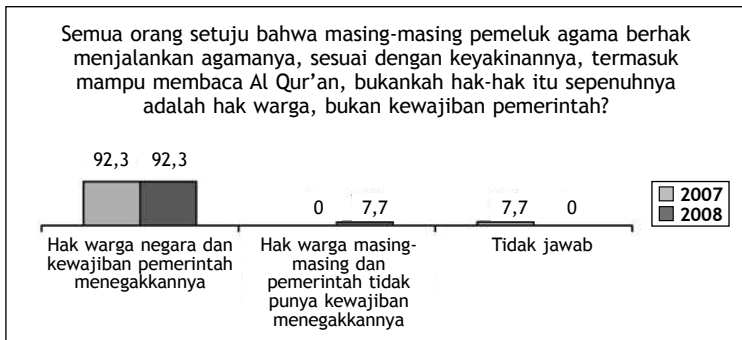 Semua orang setuju bahwa masing-masing pemeluk agama berhak
menjalankan agamanya, sesuai dengan keyakinannya, termasuk
mampu membaca Al Qur’an, bukankah hak-hak itu sepenuhnya
adalah hak warga, bukan kewajiban pemerintah?
92,3 92,3
0 7,7
7,7 0
2007
2008
Hak warga negara dan
kewajiban pemerintah
menegakkannya
Hak warga masing-
masing dan
pemerintah tidak
punya kewajiban
menegakkannya
Tidak jawab